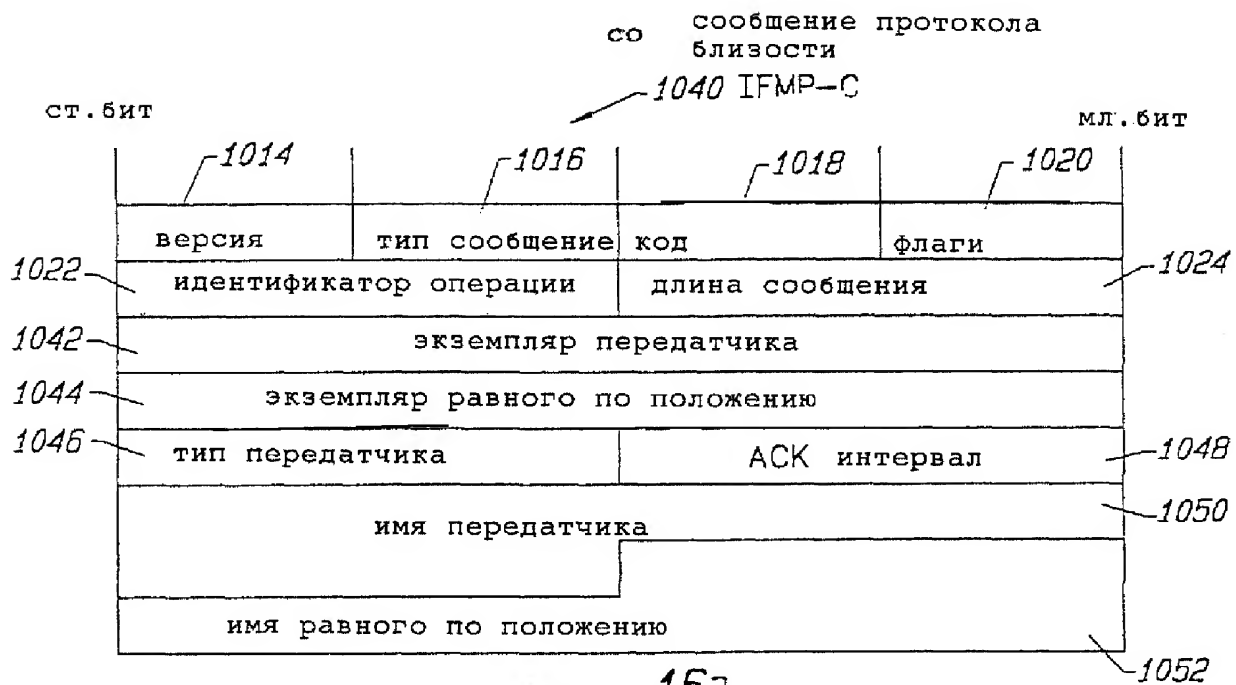 со сообщение протокола
близости
1040 IFMP-C
ст.бит
мл.бит
1014 1016 1018 1020
версия тип сообщение код флаги
1022 идентификатор операции длина сообщения 1024
1042 экземпляр передатчика
1044 экземпляр равного по положению
1046 тип передатчика ACK интервал 1048
имя передатчика 1050
имя равного по положению
1052